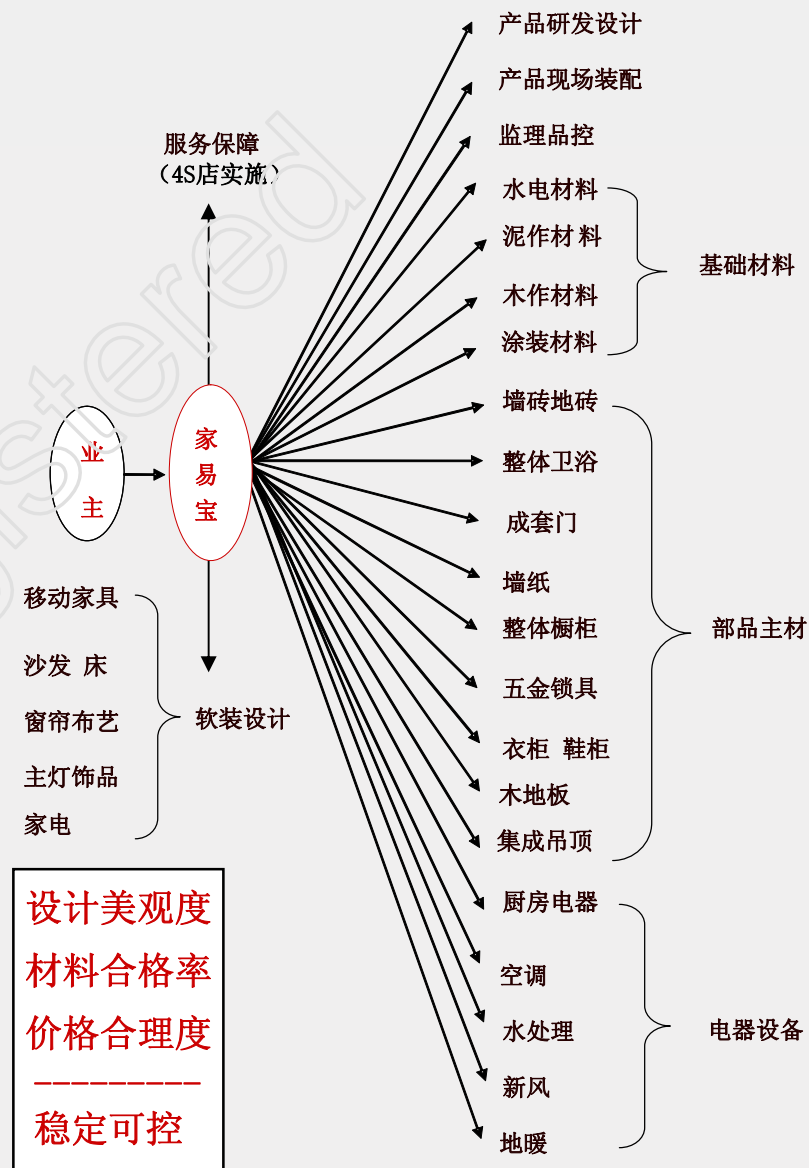 产品研发设计
产品现场装配
监理品控
服务保障
（4S店实施）
水电材料
泥作材料
木作材料
涂装材料
基础材料
业主
家易宝
墙砖地砖
整体卫浴
成套门
墙纸
整体橱柜
五金锁具
衣柜 鞋柜
木地板
集成吊顶
部品主材
移动家具
沙发 床
窗帘布艺
主灯饰品
家电
软装设计
厨房电器
空调
水处理
新风
地暖
电器设备
设计美观度
材料合格率
价格合理度
---------
稳定可控
istered